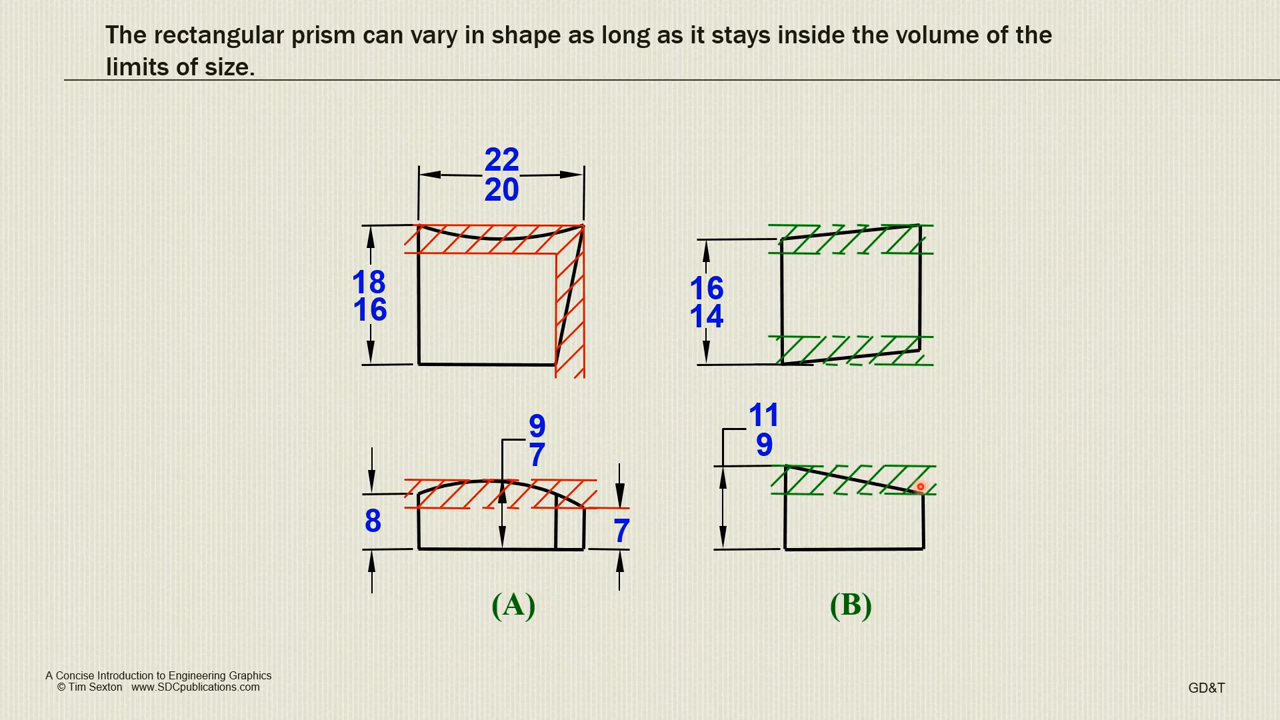 The rectangular prism can vary in shape as long as it stays inside the volume of the
limits of size.
22
20
18
16
16
14
9
7
8
7
11
9
(A)
(B)
A Concise Introduction to Engineering Graphics
© Tim Sexton www.SDCpublications.com
GD&T